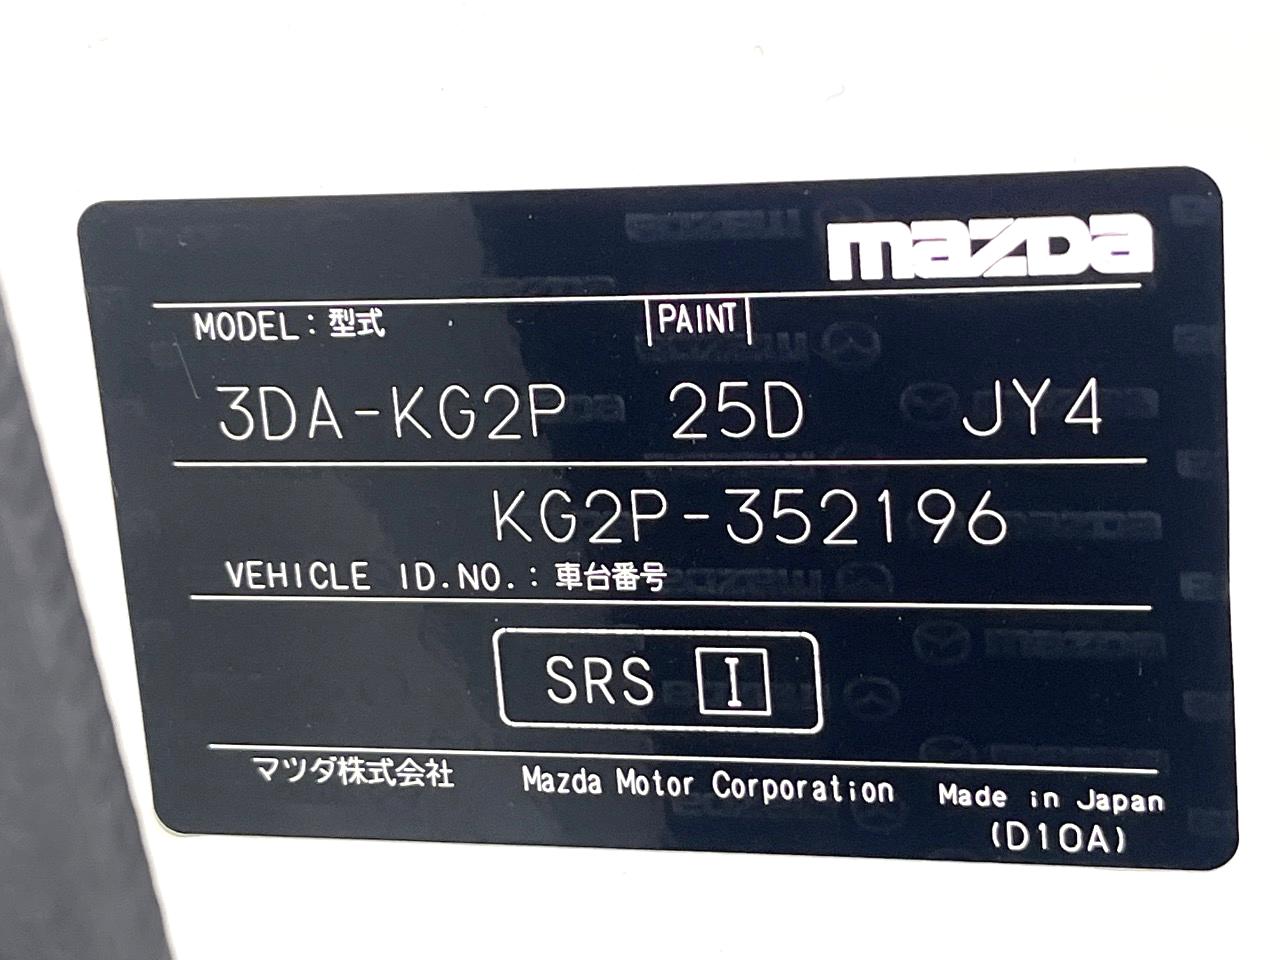 mazda
MODEL：型式 PAINT
3DA-KG2P 25D JY4
KG2P-352196
VEHICLE ID.NO.：車台番号
SRS I
マツダ株式会社 Mazda Motor Corporation Made in Japan
(D10A)